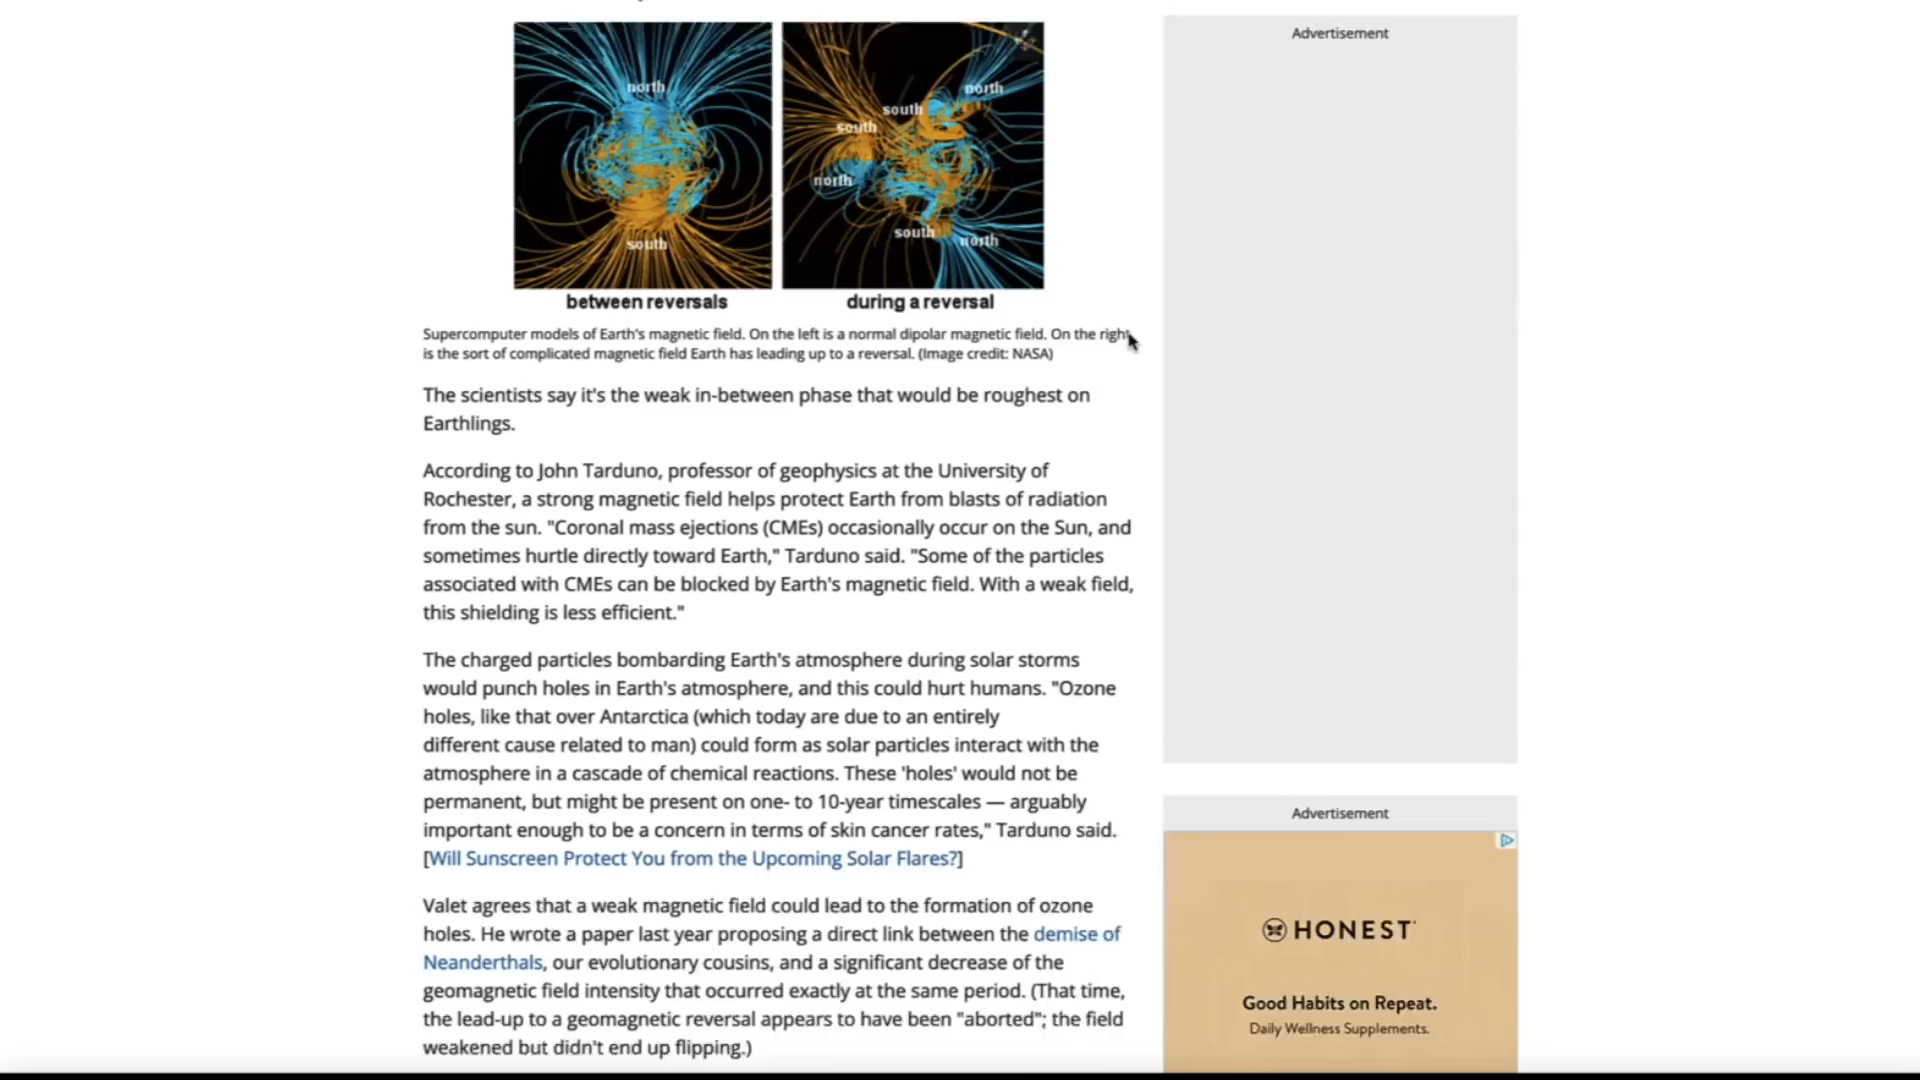 north
south
between reversals
north
south
south
north
south
north
during a reversal
Supercomputer models of Earth's magnetic field. On the left is a normal dipolar magnetic field. On the right
is the sort of complicated magnetic field Earth has leading up to a reversal. (Image credit: NASA)
The scientists say it's the weak in-between phase that would be roughest on
Earthlings.
According to John Tarduno, professor of geophysics at the University of
Rochester, a strong magnetic field helps protect Earth from blasts of radiation
from the sun. "Coronal mass ejections (CMEs) occasionally occur on the Sun, and
sometimes hurtle directly toward Earth," Tarduno said. "Some of the particles
associated with CMEs can be blocked by Earth's magnetic field. With a weak field,
this shielding is less efficient."
The charged particles bombarding Earth's atmosphere during solar storms
would punch holes in Earth's atmosphere, and this could hurt humans. "Ozone
holes, like that over Antarctica (which today are due to an entirely
different cause related to man) could form as solar particles interact with the
atmosphere in a cascade of chemical reactions. These 'holes' would not be
permanent, but might be present on one- to 10-year timescales — arguably
important enough to be a concern in terms of skin cancer rates," Tarduno said.
[Will Sunscreen Protect You from the Upcoming Solar Flares?]
Valet agrees that a weak magnetic field could lead to the formation of ozone
holes. He wrote a paper last year proposing a direct link between the demise of
Neanderthals, our evolutionary cousins, and a significant decrease of the
geomagnetic field intensity that occurred exactly at the same period. (That time,
the lead-up to a geomagnetic reversal appears to have been "aborted"; the field
weakened but didn't end up flipping.)
Advertisement
Advertisement
HONEST
Good Habits on Repeat.
Daily Wellness Supplements.